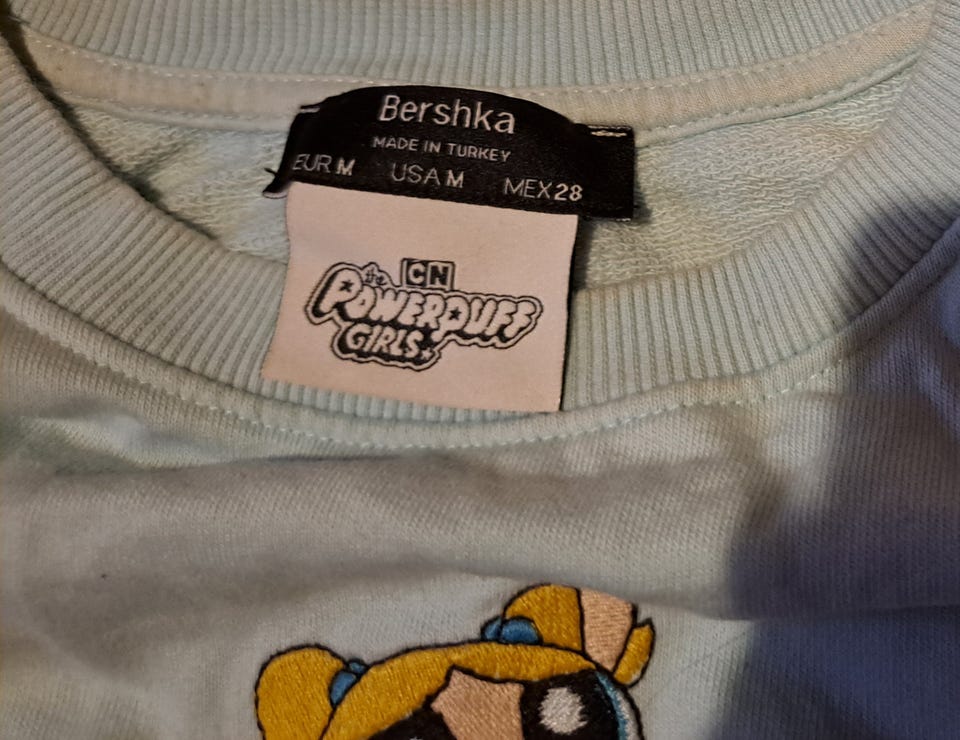 Bershka
MADE IN TURKEY
EUR M USA M MEX 28
the CN
POWERPUFF
GIRLS